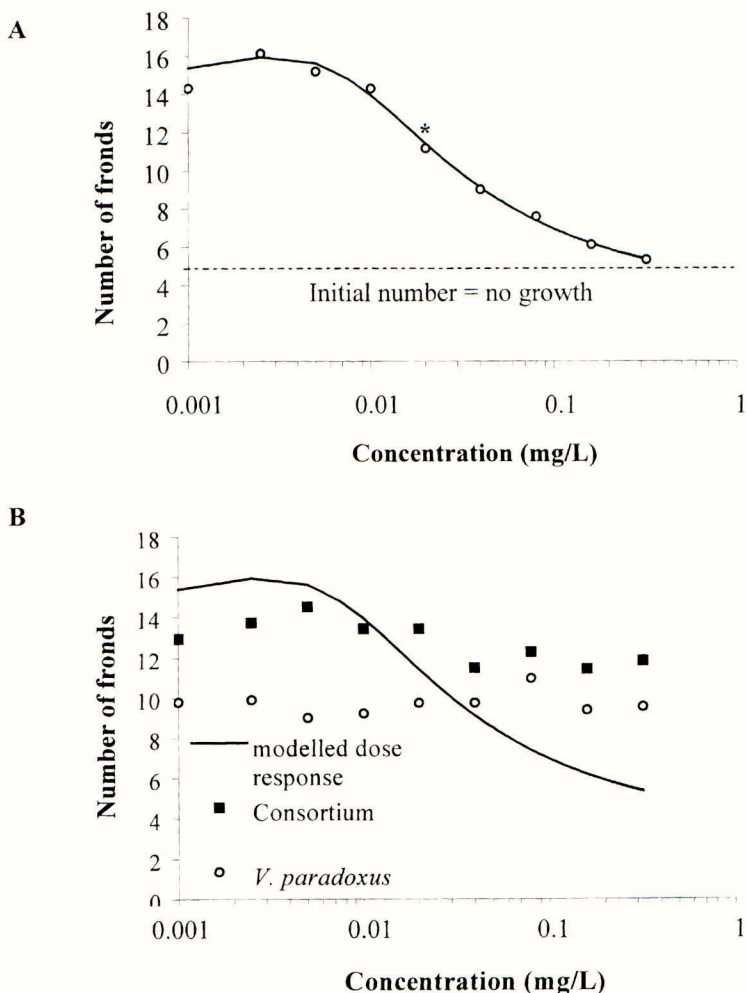 A
18
16
14
12
10
8
6
4
2
0
Number of fronds
*
Initial number = no growth
0.001
0.01
0.1
1
Concentration (mg/L)
B
18
16
14
12
10
8
6
4
2
0
Number of fronds
modelled dose
response
Consortium
V. paradoxus
0.001
0.01
0.1
1
Concentration (mg/L)